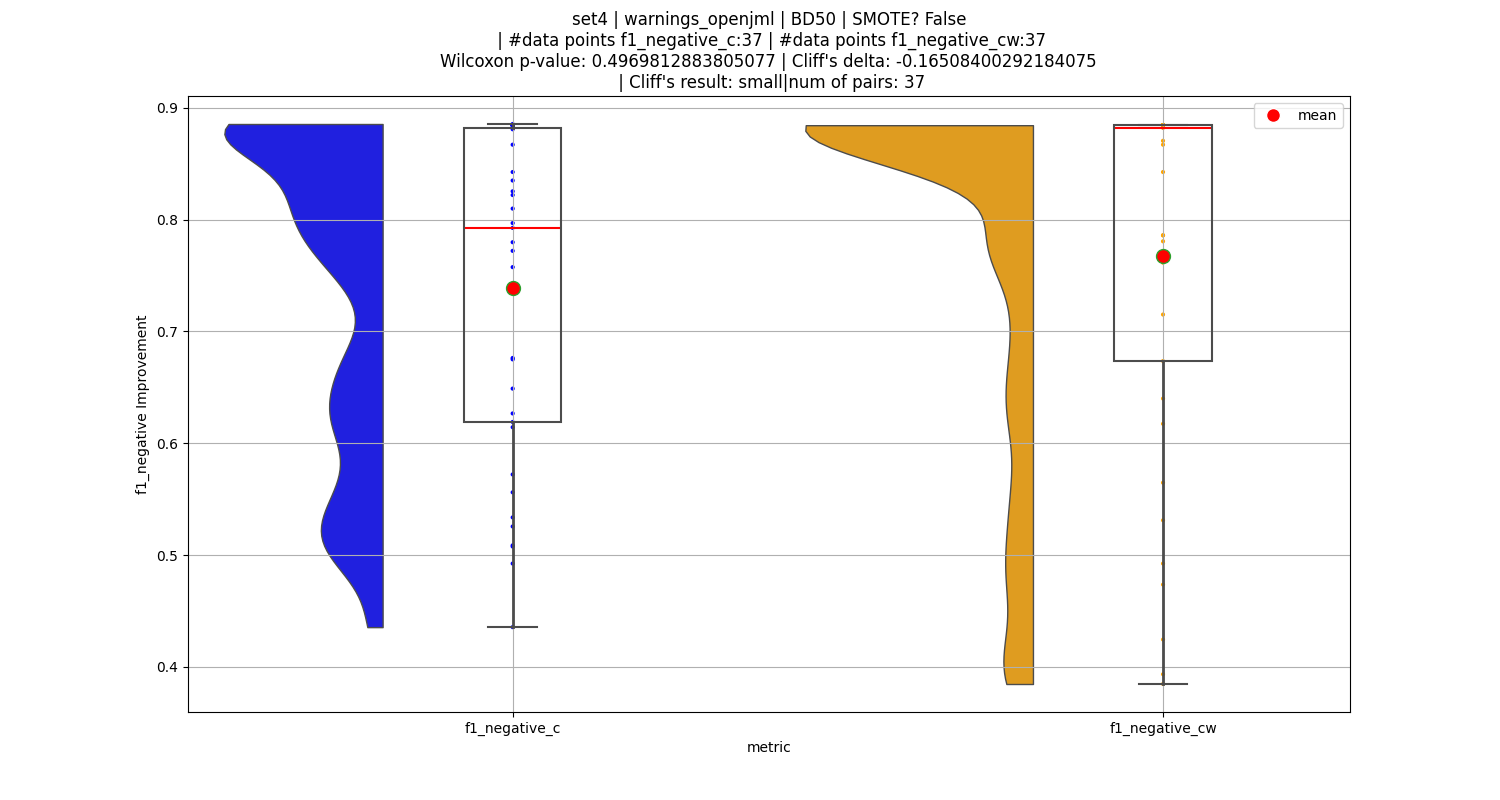 set4 | warnings_openjml | BD50 | SMOTE? False
| #data points f1_negative_c:37 | #data points f1_negative_cw:37
Wilcoxon p-value: 0.4969812883805077 | Cliff's delta: -0.16508400292184075
| Cliff's result: small|num of pairs: 37
mean
0.9
0.8
0.7
0.6
0.5
0.4
f1_negative Improvement
f1_negative_c
f1_negative_cw
metric